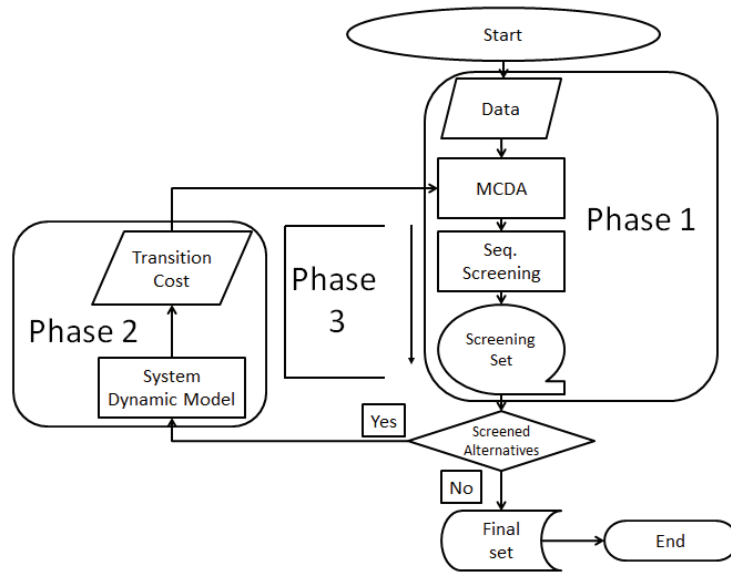 Start
Data
MCDA
Phase 1
Seq.
Screening
Screening
Set
Transition
Cost
Phase 2
System
Dynamic Model
Phase
3
Yes
Screened
Alternatives
No
Final
set
End